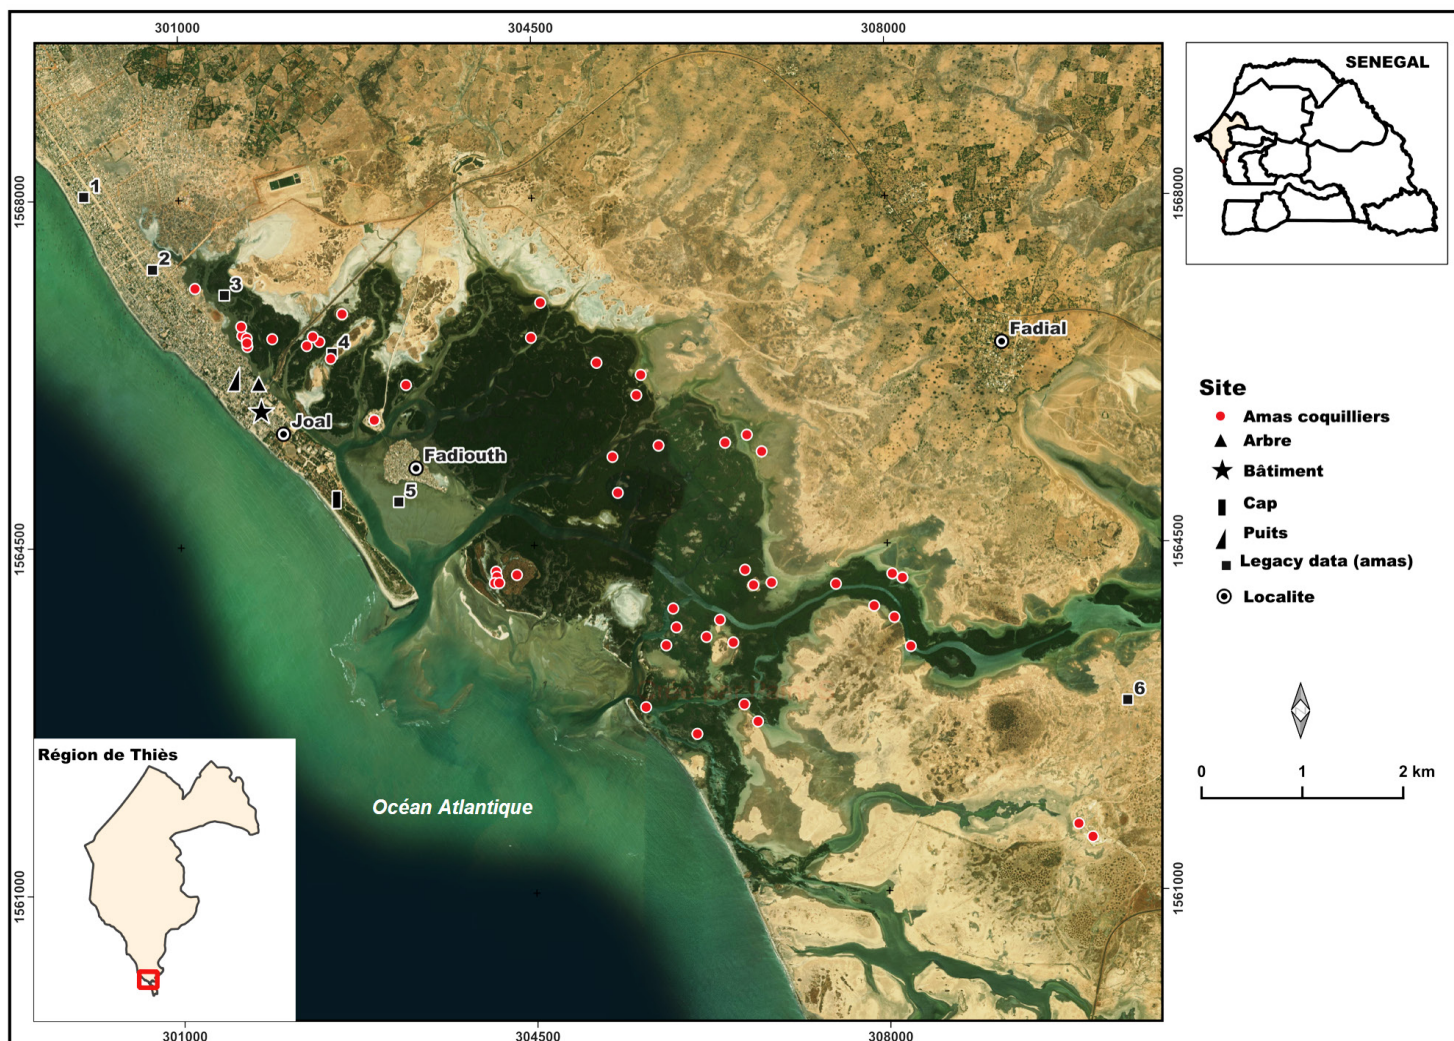 301000
304500
308000
SENEGAL
1568000
1568000
1
2
3
4
Fadial
Joal
Fadiouth
5
Site
Amas coquilliers
Arbre
Bâtiment
Cap
Puits
Legacy data (amas)
Localite
1564500
1564500
6
0 1 2 km
Région de Thiès
Océan Atlantique
1561000
1561000
301000
304500
308000